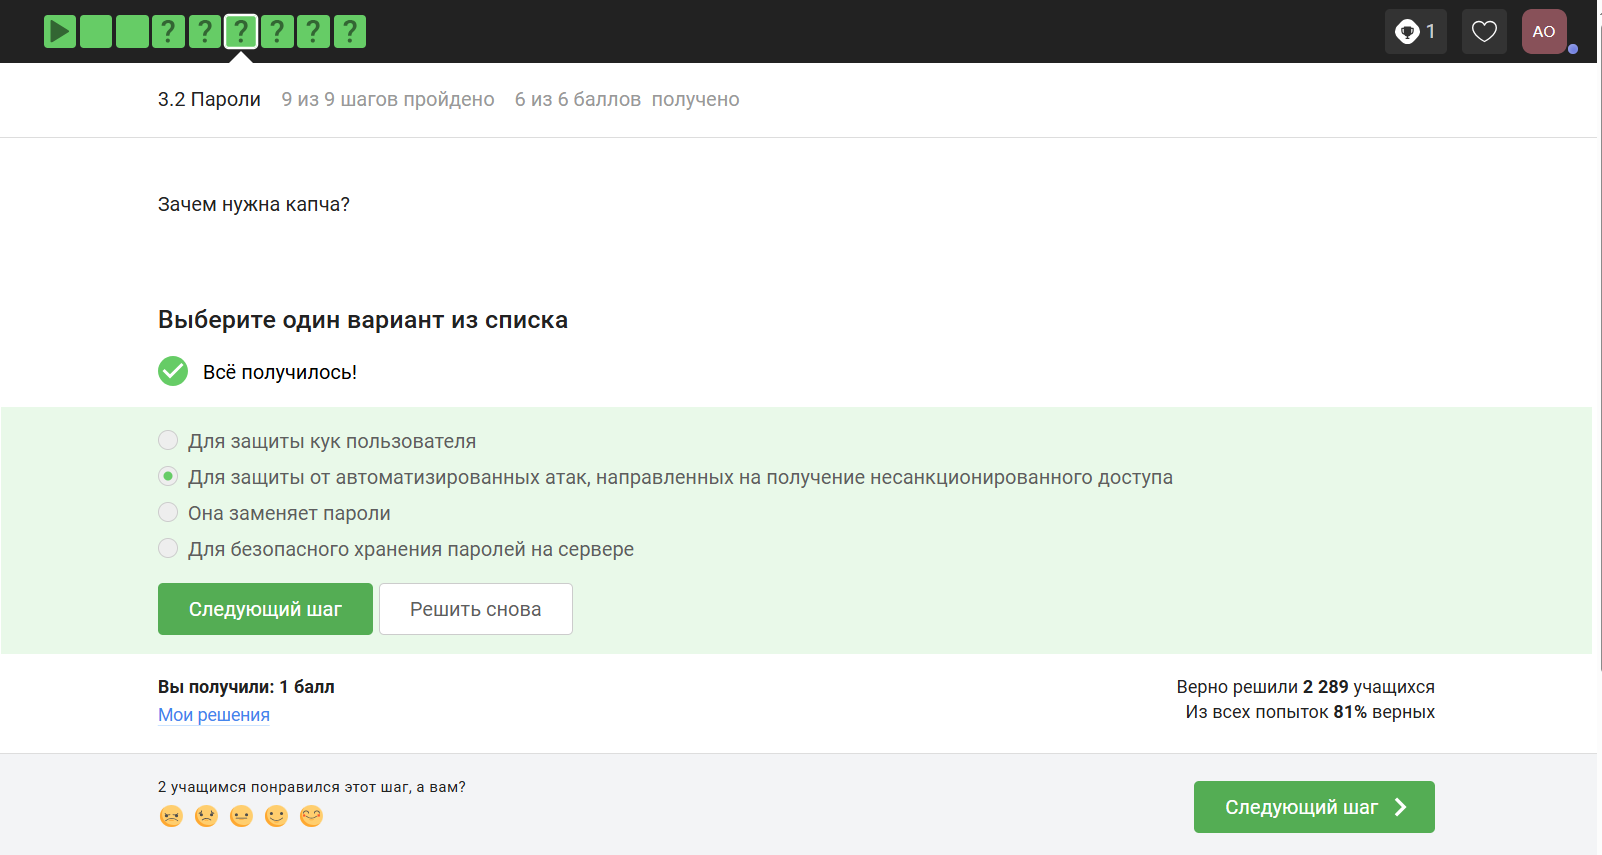 ? ? ? ? ? ?
1
AO
3.2 Пароли 9 из 9 шагов пройдено 6 из 6 баллов получено
Зачем нужна капча?
Выберите один вариант из списка
Всё получилось!
Для защиты кук пользователя
Для защиты от автоматизированных атак, направленных на получение несанкционированного доступа
Она заменяет пароли
Для безопасного хранения паролей на сервере
Следующий шаг
Решить снова
Вы получили: 1 балл
Мои решения
Верно решили 2 289 учащихся
Из всех попыток 81% верных
2 учащимся понравился этот шаг, а вам?
Следующий шаг